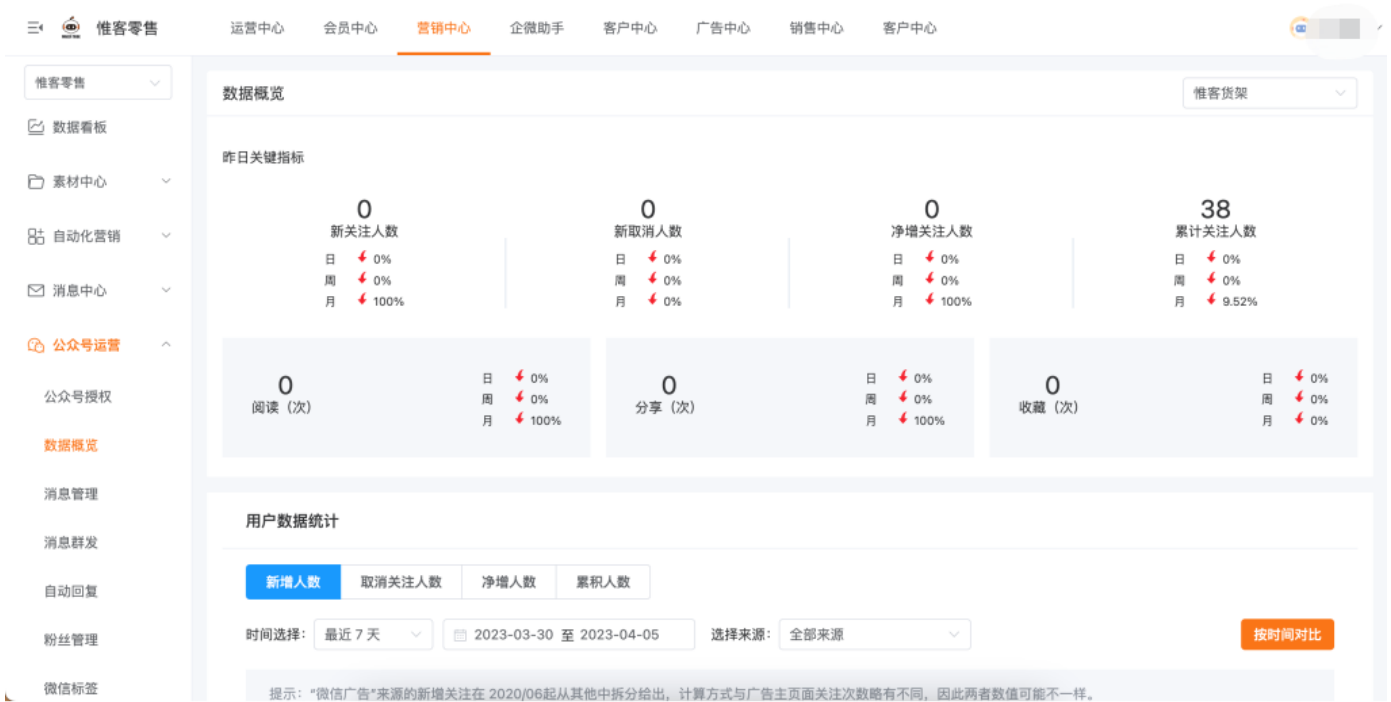 惟客零售
运营中心 会员中心 营销中心 企微助手 客户中心 广告中心 销售中心 客户中心
惟客零售
数据看板
素材中心
自动化营销
消息中心
公众号运营
公众号授权
数据概览
消息管理
消息群发
自动回复
粉丝管理
微信标签
数据概览
惟客货架
昨日关键指标
0
新关注人数
日 0%
周 0%
月 100%
0
新取消人数
日 0%
周 0%
月 0%
0
净增关注人数
日 0%
周 0%
月 100%
38
累计关注人数
日 0%
周 0%
月 9.52%
0
阅读（次）
日 0%
周 0%
月 100%
0
分享（次）
日 0%
周 0%
月 100%
0
收藏（次）
日 0%
周 0%
月 0%
用户数据统计
新增人数 取消关注人数 净增人数 累积人数
时间选择： 最近 7 天 2023-03-30 至 2023-04-05 选择来源： 全部来源 按时间对比
提示：“微信广告”来源的新增关注在 2020/06起从其他中拆分给出，计算方式与广告主页面关注次数略有不同，因此两者数值可能不一样。